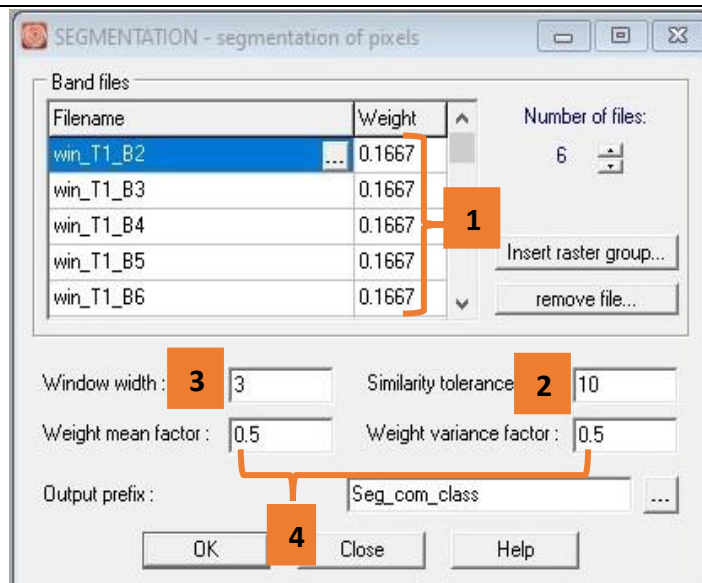 SEGMENTATION - segmentation of pixels
Band files
Filename Weight Number of files:
win_T1_B2 ... 0.1667 6
win_T1_B3 0.1667
win_T1_B4 0.1667 1
win_T1_B5 0.1667 Insert raster group...
win_T1_B6 0.1667 remove file...
Window width : 3 3 Similarity tolerance 2 10
Weight mean factor : 0.5 Weight variance factor : 0.5
Output prefix : Seg_com_class ...
4
OK Close Help